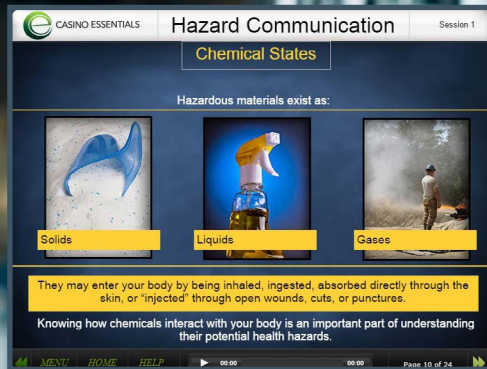 CASINO ESSENTIALS
Hazard Communication
Session 1
Chemical States
Hazardous materials exist as:
Solids
Liquids
Gases
They may enter your body by being inhaled, ingested, absorbed directly through the
skin, or “injected” through open wounds, cuts, or punctures.
Knowing how chemicals interact with your body is an important part of understanding
their potential health hazards.
MENU HOME HELP 00:00 00:00 Page 10 of 24